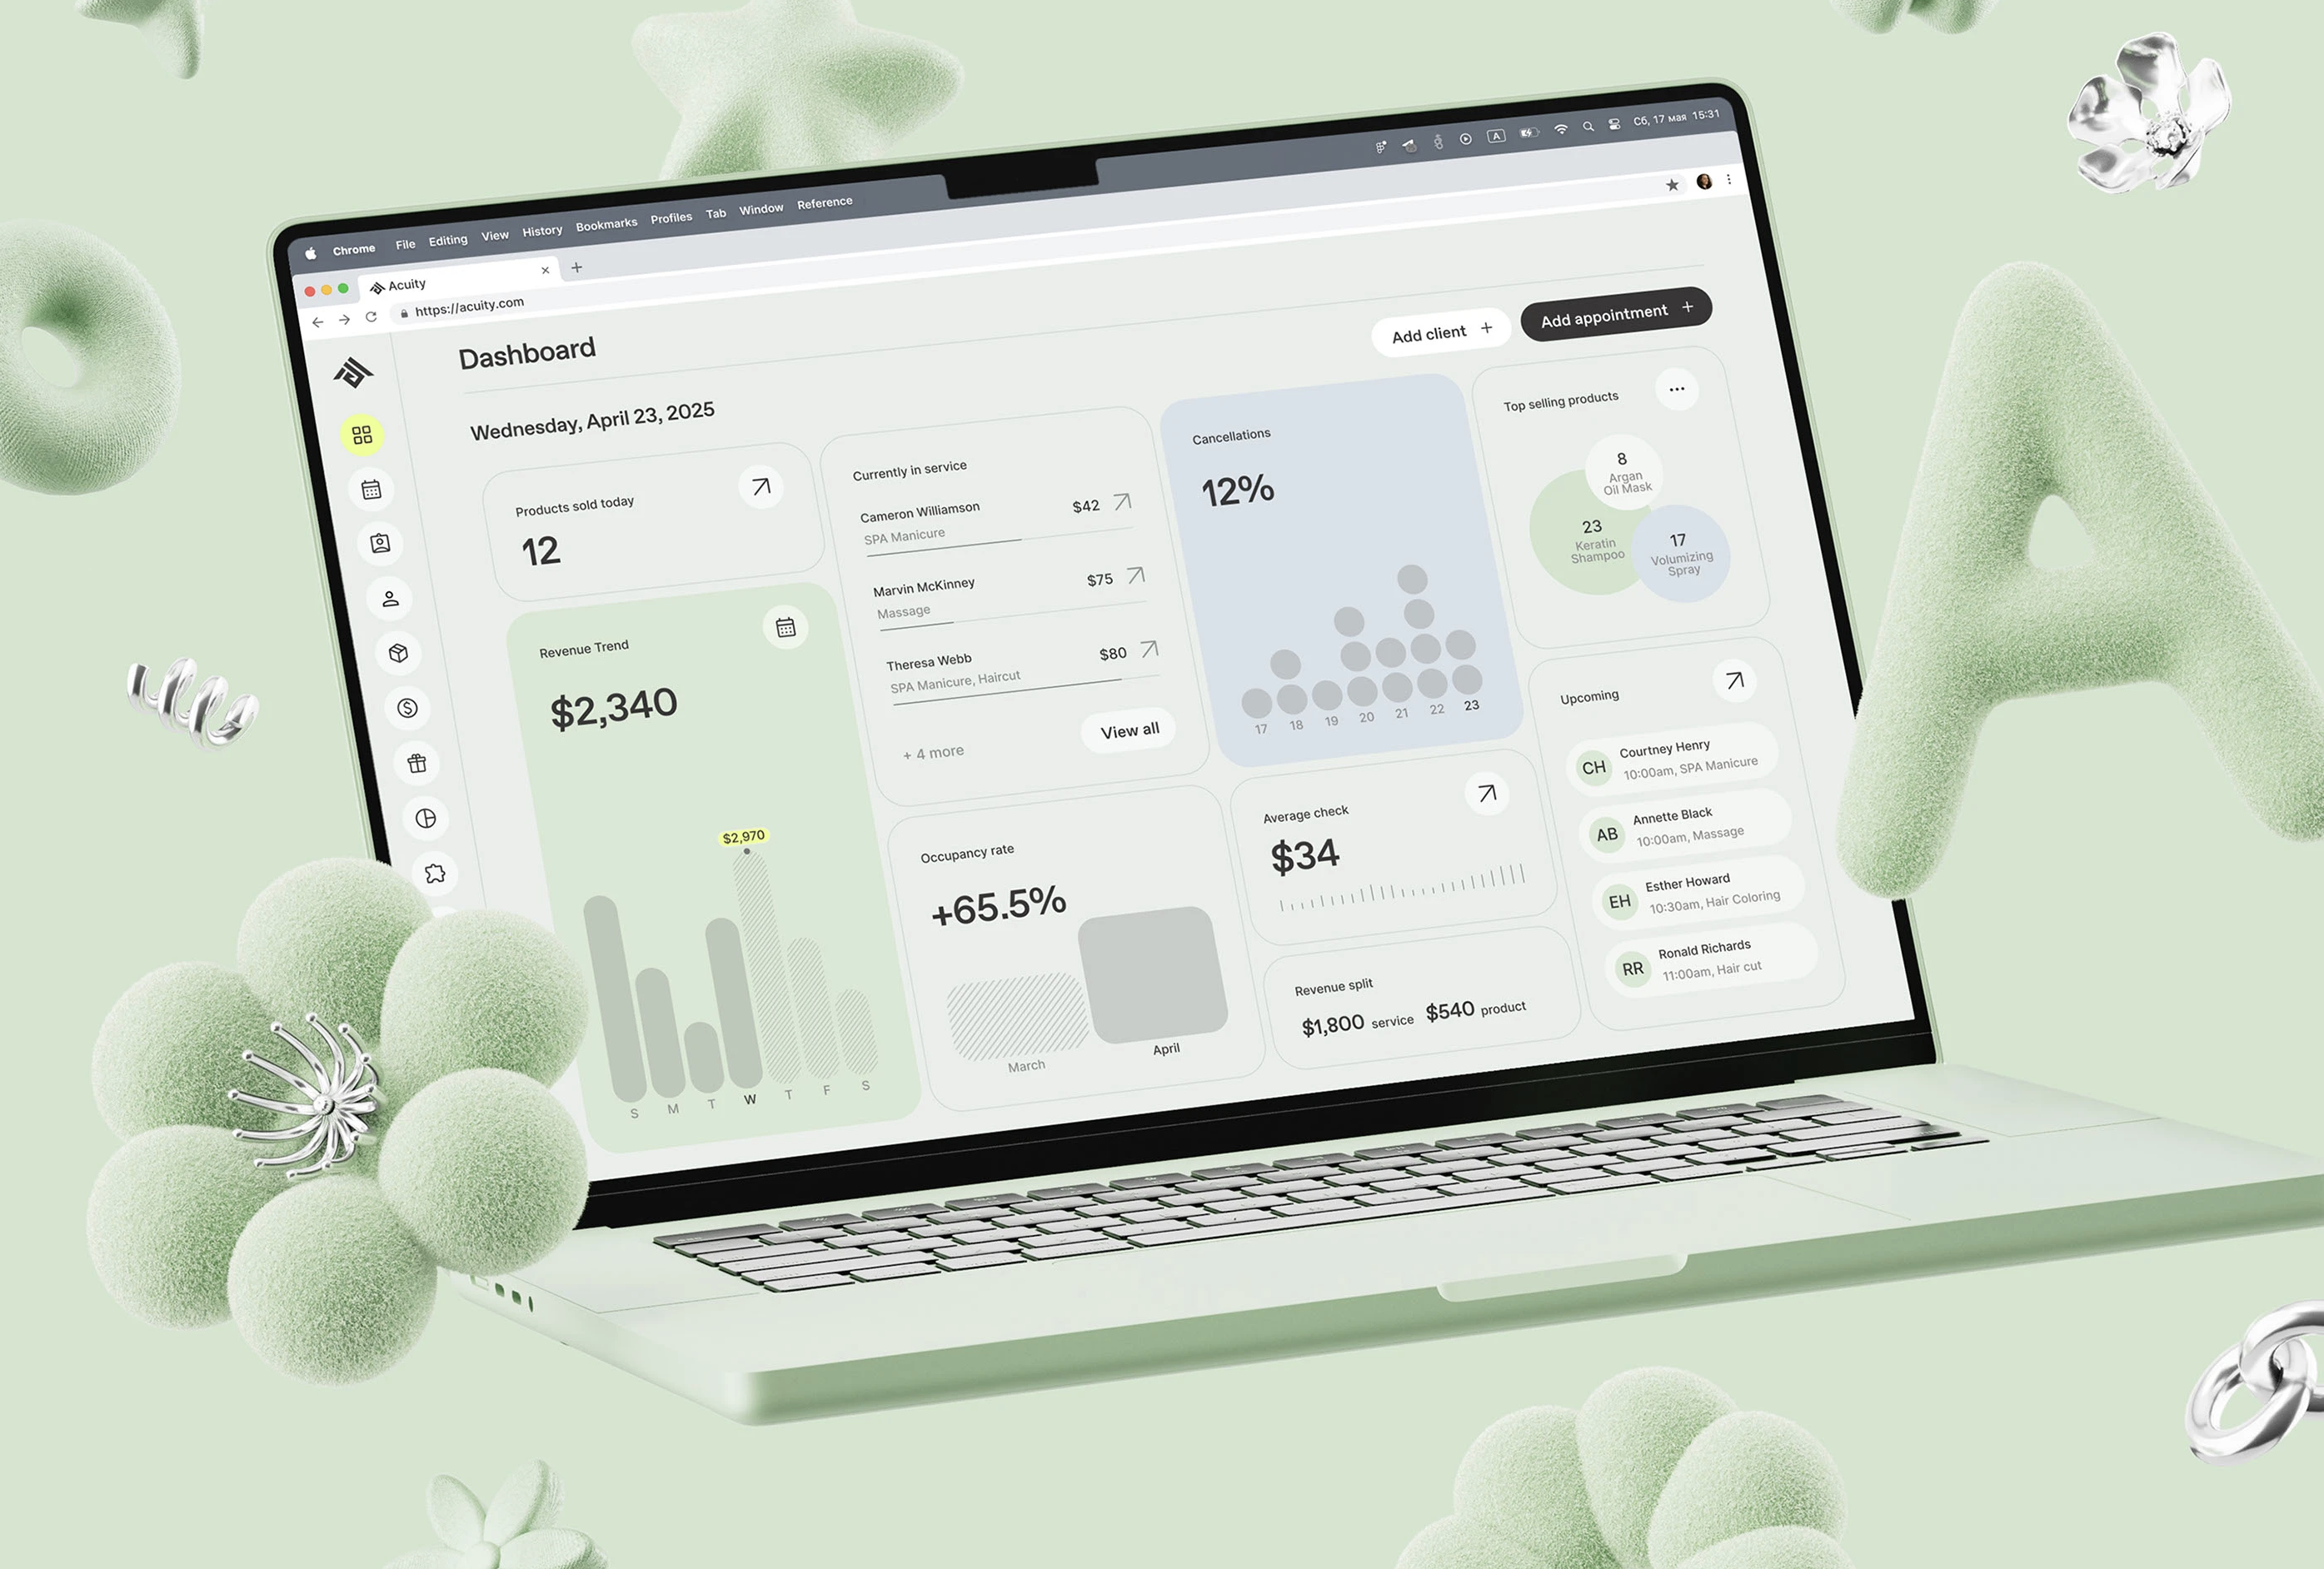 Chrome File Editing View History Bookmarks Profiles Tab Window Reference
A Сб, 17 мая 15:31
Acuity
https://acuity.com
Dashboard
Add client +
Add appointment +
Wednesday, April 23, 2025
Products sold today
12
Revenue Trend
$2,340
$2,970
S M T W T F S
Currently in service
Cameron Williamson $42
SPA Manicure
Marvin McKinney $75
Massage
Theresa Webb $80
SPA Manicure, Haircut
+ 4 more
View all
Occupancy rate
+65.5%
March
April
Cancellations
12%
17 18 19 20 21 22 23
Average check
$34
Revenue split
$1,800 service $540 product
Top selling products
8
Argan
Oil Mask
23
Keratin
Shampoo
17
Volumizing
Spray
Upcoming
CH
Courtney Henry
10:00am, SPA Manicure
AB
Annette Black
10:00am, Massage
EH
Esther Howard
10:30am, Hair Coloring
RR
Ronald Richards
11:00am, Hair cut
A